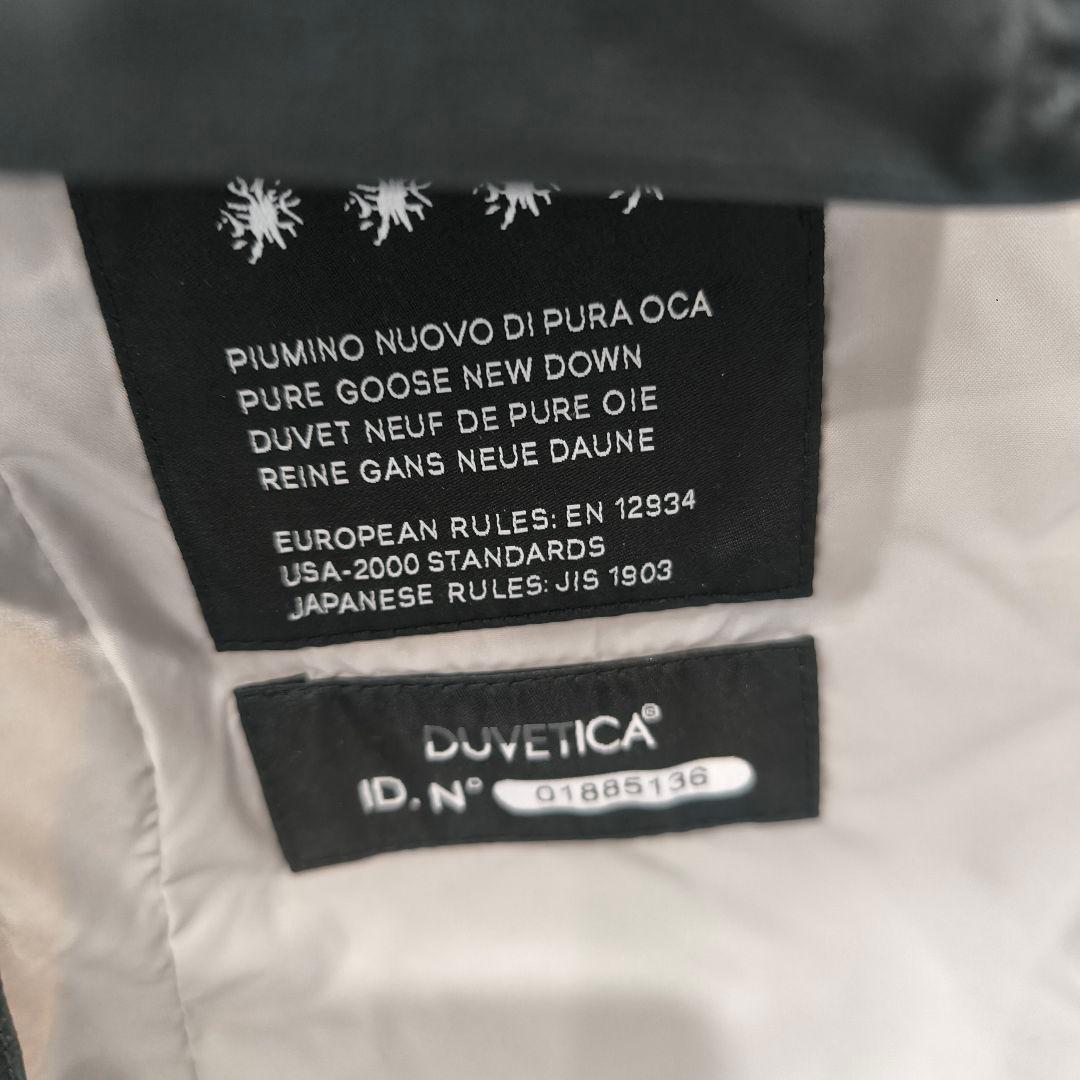 PIUMINO NUOVO DI PURA OCA
PURE GOOSE NEW DOWN
DUVET NEUF DE PURE OIE
REINE GANS NEUE DAUNE
EUROPEAN RULES: EN 12934
USA-2000 STANDARDS
JAPANESE RULES: JIS 1903
DUVETICA®
ID. N° 01885136